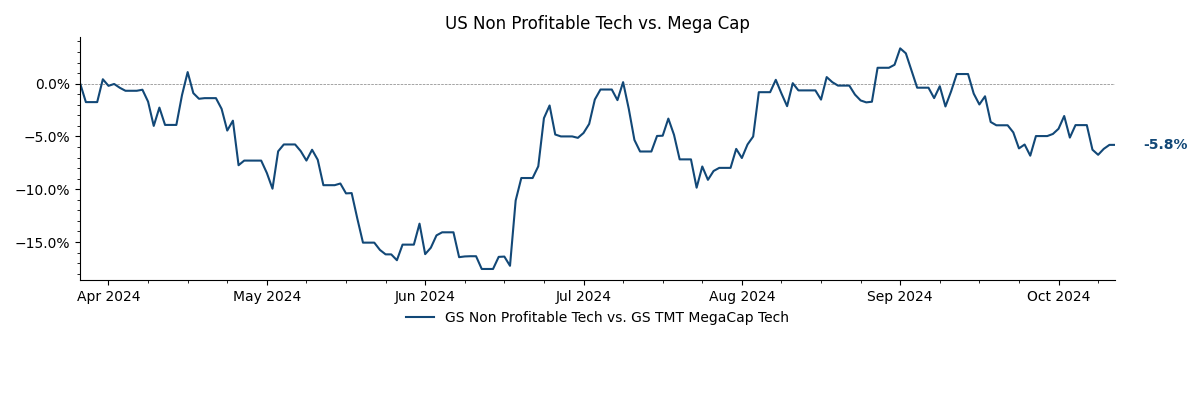 US Non Profitable Tech vs. Mega Cap
0.0%
−5.0%
−10.0%
−15.0%
-5.8%
Apr 2024 May 2024 Jun 2024 Jul 2024 Aug 2024 Sep 2024 Oct 2024
GS Non Profitable Tech vs. GS TMT MegaCap Tech